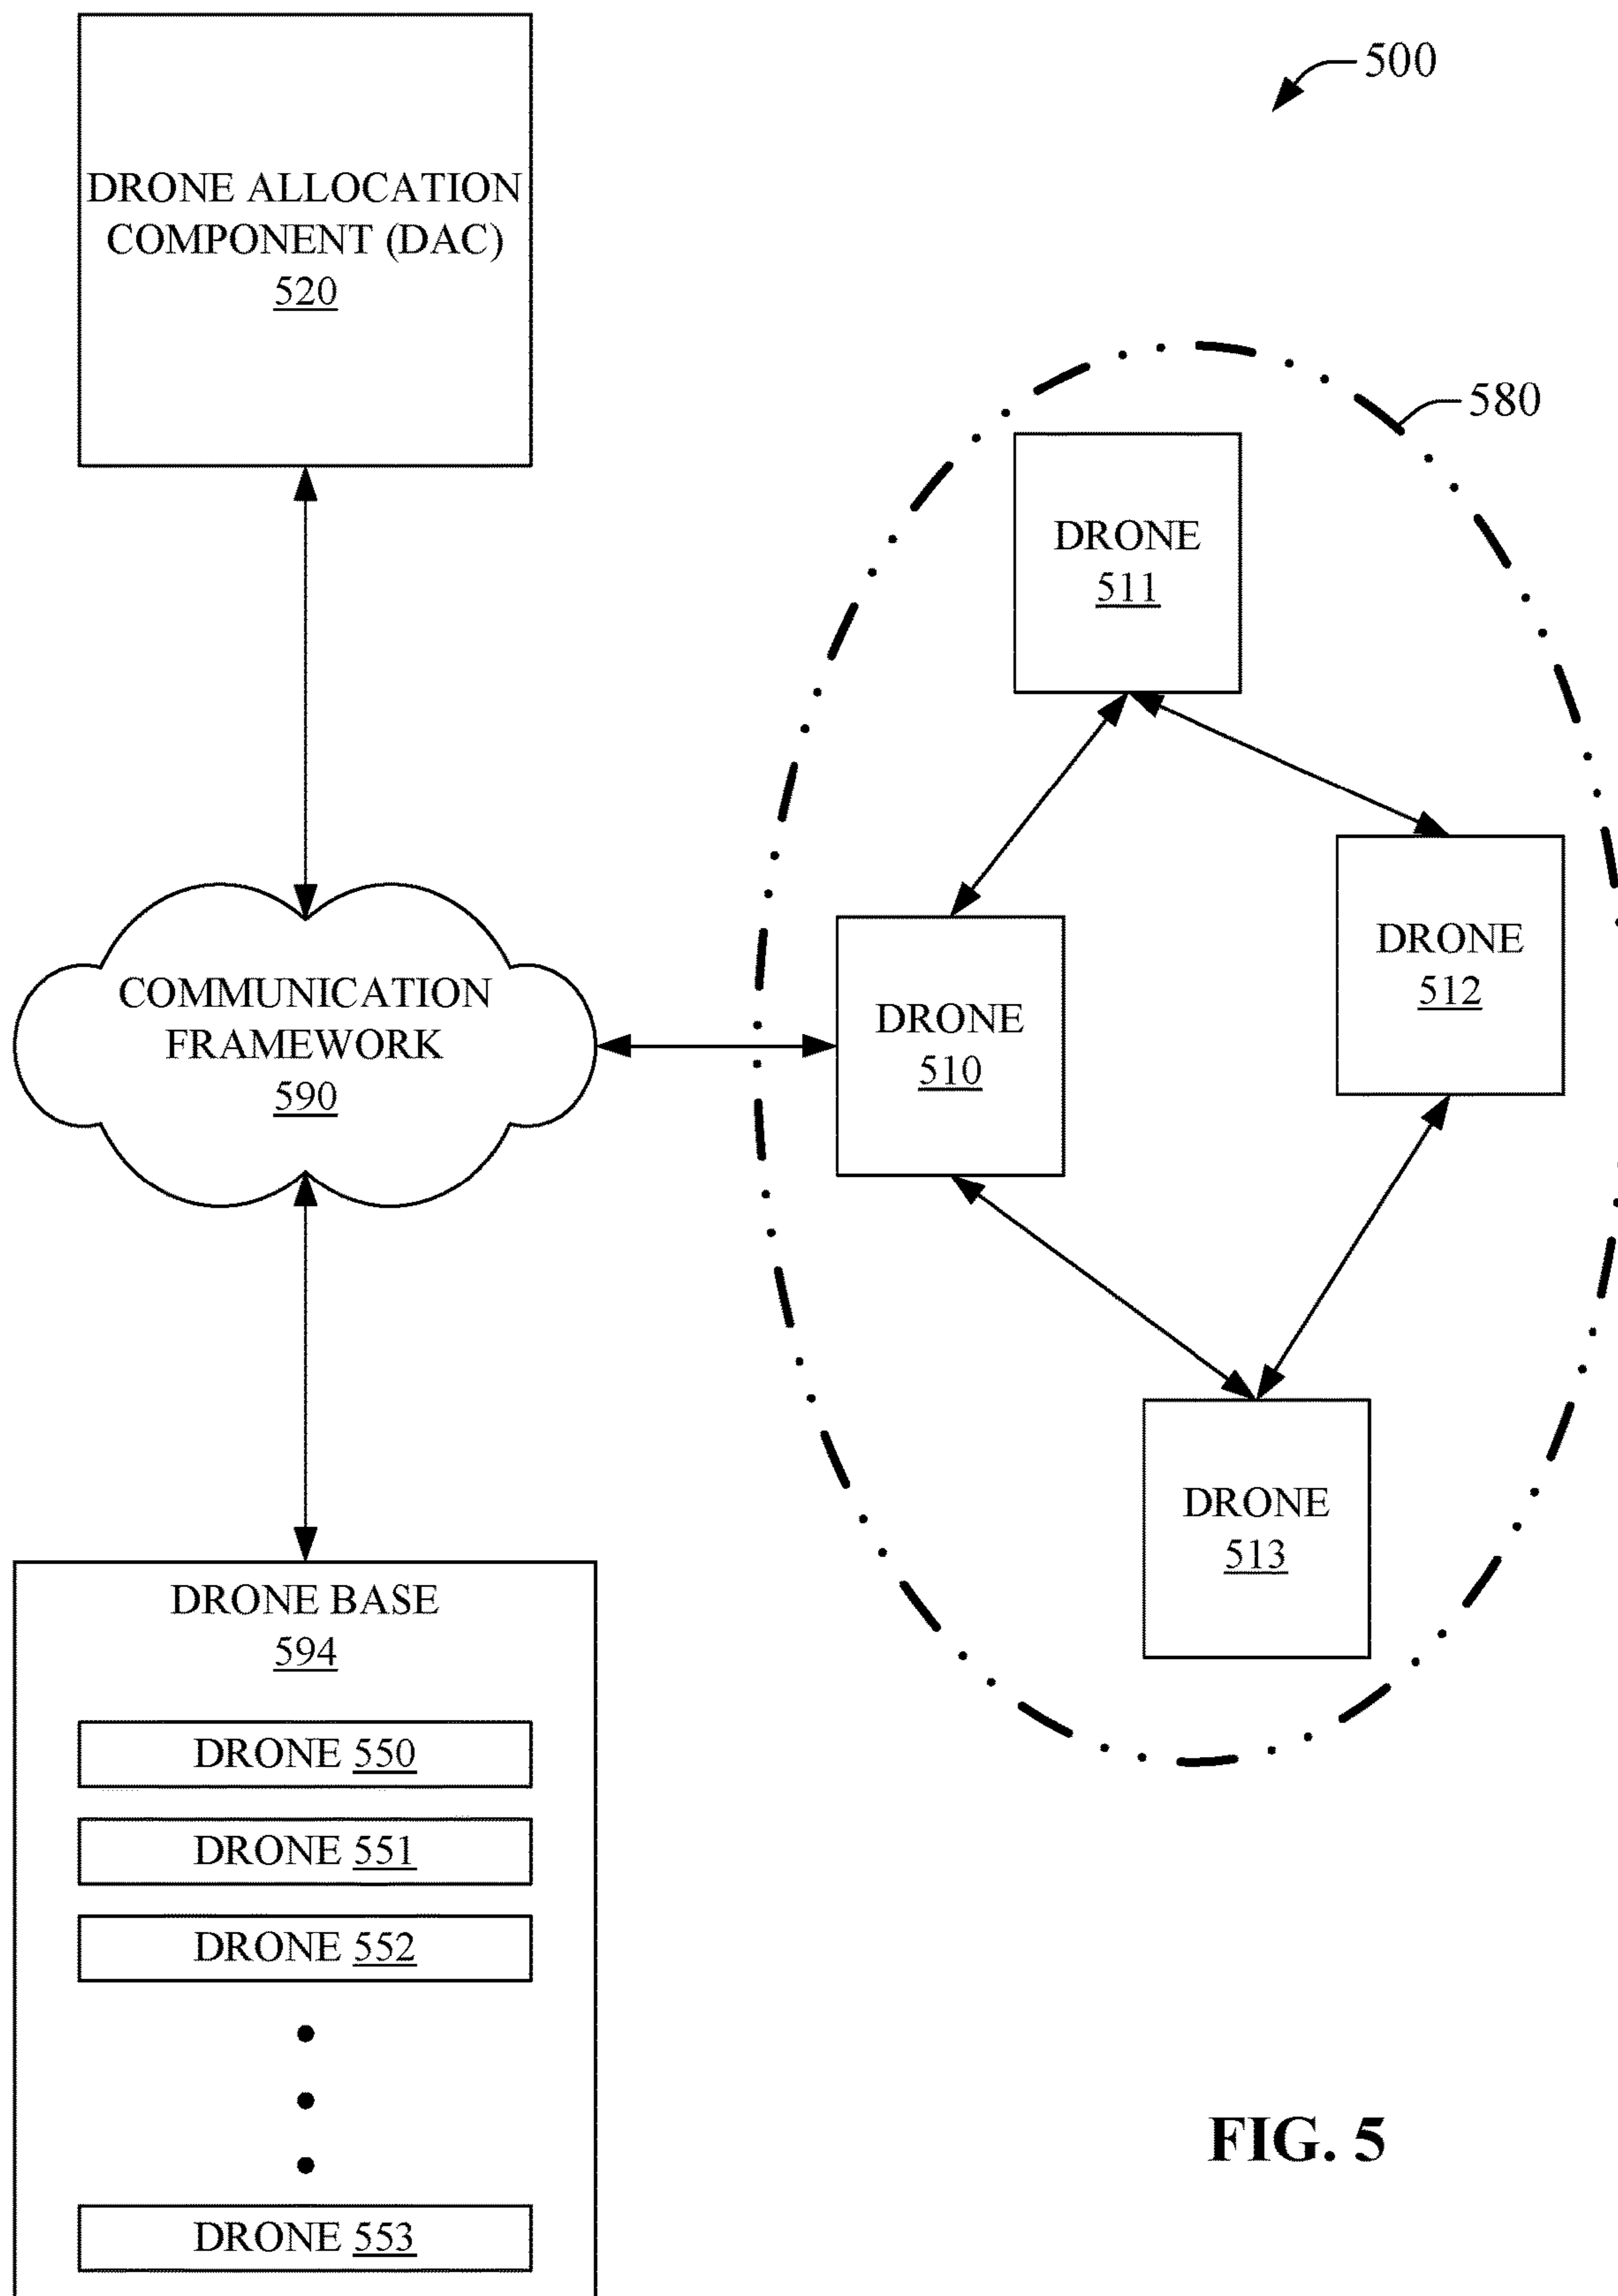 500
DRONE ALLOCATION
COMPONENT (DAC)
520
580
DRONE
511
DRONE
512
COMMUNICATION
FRAMEWORK
590
DRONE
510
DRONE
513
DRONE BASE
594
DRONE 550
DRONE 551
DRONE 552
DRONE 553
FIG. 5